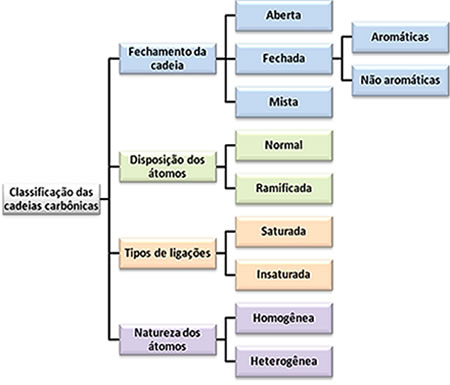 Classificação das
cadeias carbônicas
Fechamento da
cadeia
Aberta
Fechada
Aromáticas
Não aromáticas
Mista
Disposição dos
átomos
Normal
Ramificada
Tipos de ligações
Saturada
Insaturada
Natureza dos
átomos
Homogênea
Heterogênea